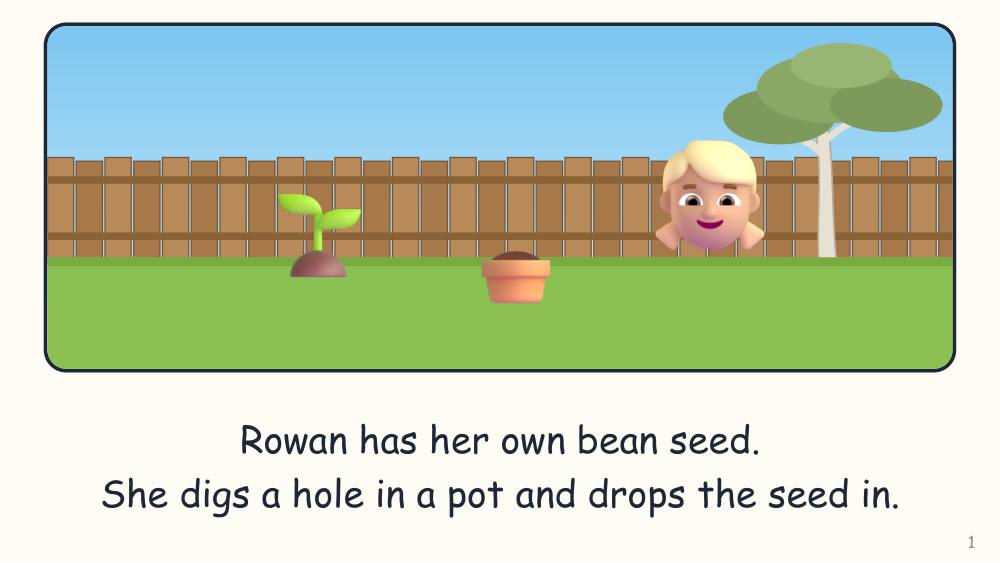 Rowan has her own bean seed.
She digs a hole in a pot and drops the seed in.
1